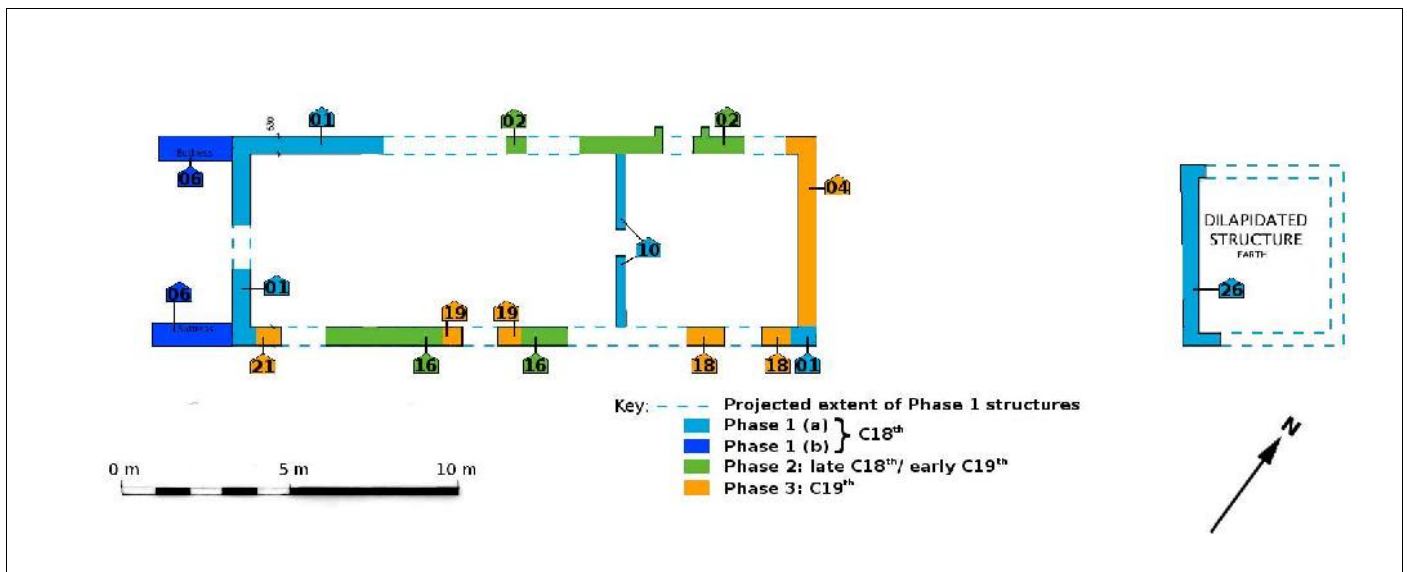 01
02
02
Buttress
06
04
10
DILAPIDATED
STRUCTURE
EARTH
26
06
Buttress
01
19
19
21
16
16
18
18
01
Key: Projected extent of Phase 1 structures
Phase 1 (a)
Phase 1 (b)
} C18th
Phase 2: late C18th/ early C19th
Phase 3: C19th
0 m 5 m 10 m
N